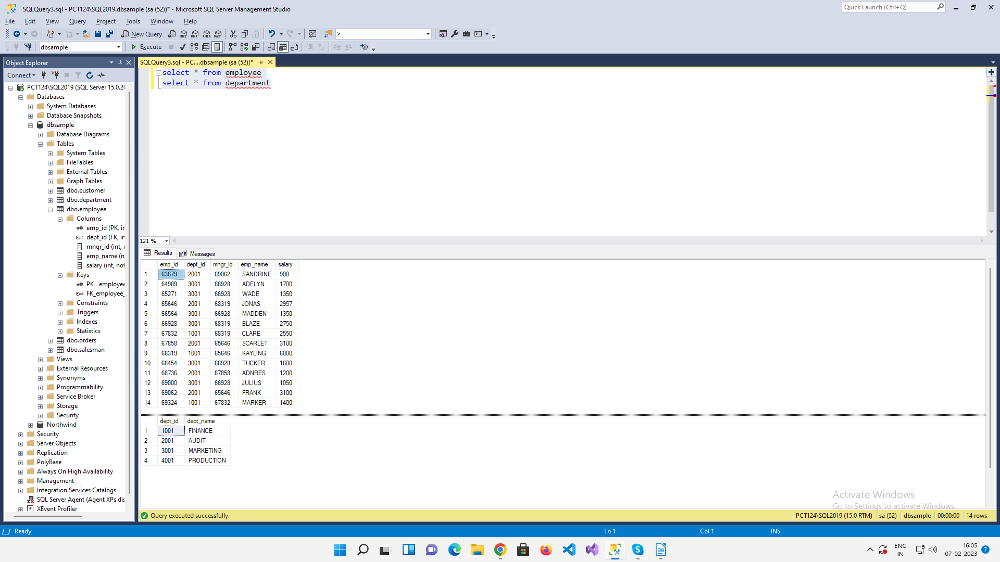 SQLQuery3.sql - PCT124\SQL2019.dbsample (sa (52))* - Microsoft SQL Server Management Studio
Quick Launch (Ctrl+Q)
File Edit View Query Project Tools Window Help
New Query MDX DMX XMLA DAX >
dbsample Execute
Object Explorer
Connect
PCT124\SQL2019 (SQL Server 15.0.20
Databases
System Databases
Database Snapshots
dbsample
Database Diagrams
Tables
System Tables
FileTables
External Tables
Graph Tables
dbo.customer
dbo.department
dbo.employee
Columns
emp_id (PK, in
dept_id (FK, in
mngr_id (int, n
emp_name (n
salary (int, not
Keys
PK__employee
FK_employee_
Constraints
Triggers
Indexes
Statistics
dbo.orders
dbo.salesman
Views
External Resources
Synonyms
Programmability
Service Broker
Storage
Security
Northwind
Security
Server Objects
Replication
PolyBase
Always On High Availability
Management
Integration Services Catalogs
SQL Server Agent (Agent XPs dis
XEvent Profiler
SQLQuery3.sql - PC....dbsample (sa (52))*
select * from employee
select * from department
121 %
Results Messages
emp_id dept_id mngr_id emp_name salary
1 63679 2001 69062 SANDRINE 900
2 64989 3001 66928 ADELYN 1700
3 65271 3001 66928 WADE 1350
4 65646 2001 68319 JONAS 2957
5 66564 3001 66928 MADDEN 1350
6 66928 3001 68319 BLAZE 2750
7 67832 1001 68319 CLARE 2550
8 67858 2001 65646 SCARLET 3100
9 68319 1001 65646 KAYLING 6000
10 68454 3001 66928 TUCKER 1600
11 68736 2001 67858 ADNRES 1200
12 69000 3001 66928 JULIUS 1050
13 69062 2001 65646 FRANK 3100
14 69324 1001 67832 MARKER 1400
dept_id dept_name
1 1001 FINANCE
2 2001 AUDIT
3 3001 MARKETING
4 4001 PRODUCTION
Activate Windows
Go to Settings to activate Windows.
Query executed successfully.
PCT124\SQL2019 (15.0 RTM) sa (52) dbsample 00:00:00 14 rows
Ready Ln 1 Col 1 INS
ENG
IN
16:05
07-02-2023
7